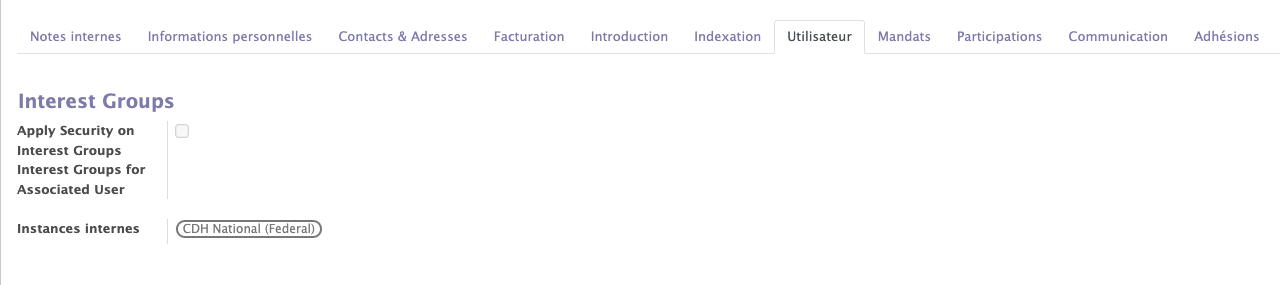 Notes internes Informations personnelles Contacts & Adresses Facturation Introduction Indexation Utilisateur Mandats Participations Communication Adhésions
Interest Groups
Apply Security on
Interest Groups
Interest Groups for
Associated User
Instances internes CDH National (Federal)